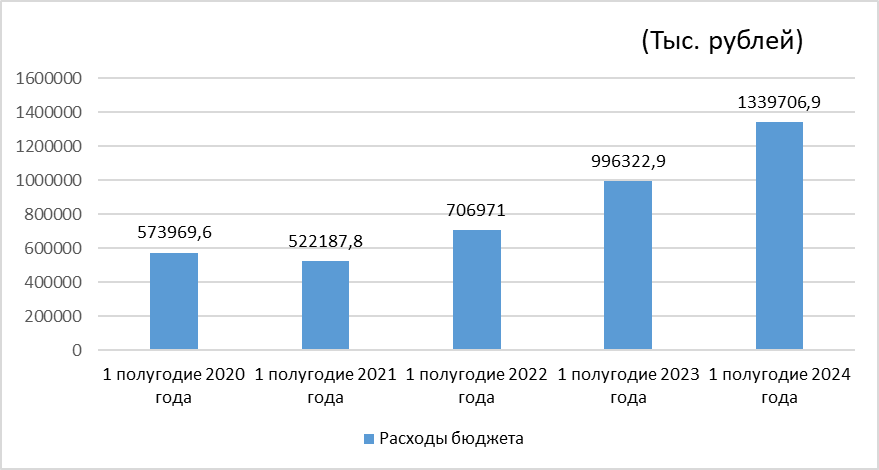 (Тыс. рублей)
1600000
1400000
1200000
1000000
800000
600000
400000
200000
0
573969,6
522187,8
706971
996322,9
1339706,9
1 полугодие 2020
года
1 полугодие 2021
года
1 полугодие 2022
года
1 полугодие 2023
года
1 полугодие 2024
года
Расходы бюджета